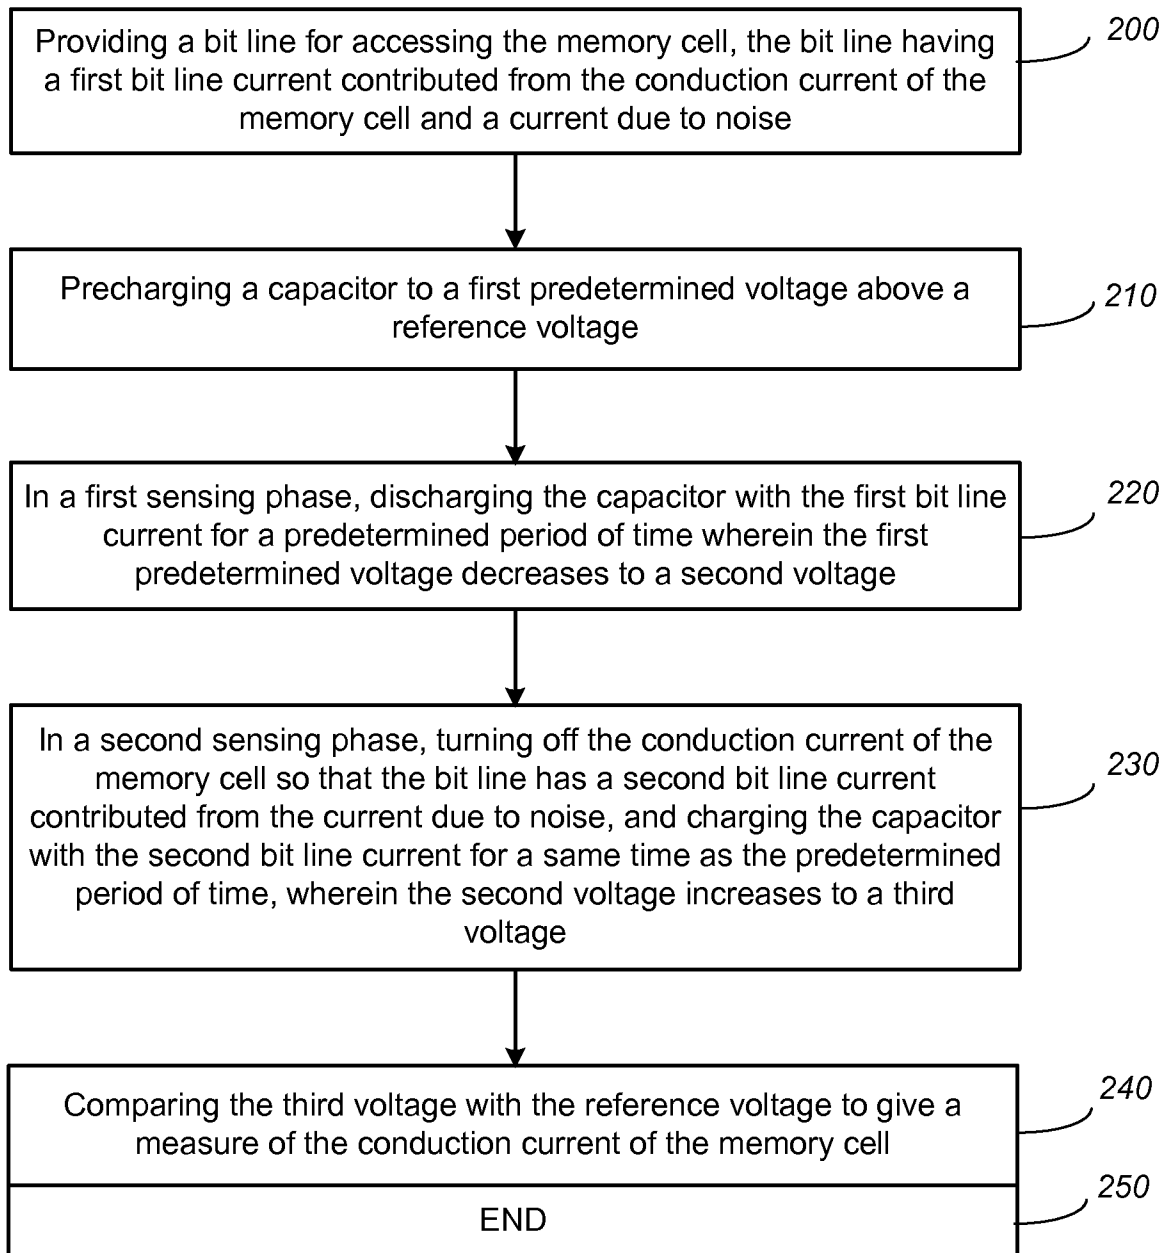 Providing a bit line for accessing the memory cell, the bit line having
a first bit line current contributed from the conduction current of the
memory cell and a current due to noise
200
Precharging a capacitor to a first predetermined voltage above a
reference voltage
210
In a first sensing phase, discharging the capacitor with the first bit line
current for a predetermined period of time wherein the first
predetermined voltage decreases to a second voltage
220
In a second sensing phase, turning off the conduction current of the
memory cell so that the bit line has a second bit line current
contributed from the current due to noise, and charging the capacitor
with the second bit line current for a same time as the predetermined
period of time, wherein the second voltage increases to a third
voltage
230
Comparing the third voltage with the reference voltage to give a
measure of the conduction current of the memory cell
240
END
250